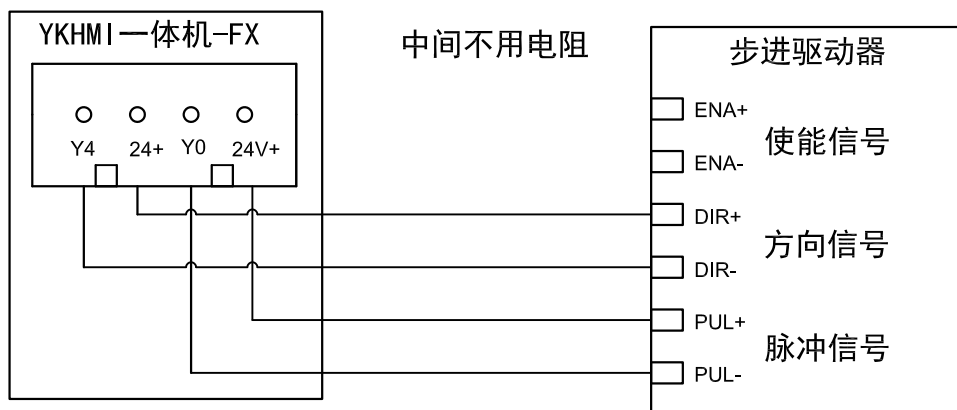 YKHMI一体机-FX
Y4 24+ Y0 24V+
中间不用电阻
步进驱动器
ENA+
使能信号
ENA-
DIR+
方向信号
DIR-
PUL+
脉冲信号
PUL-